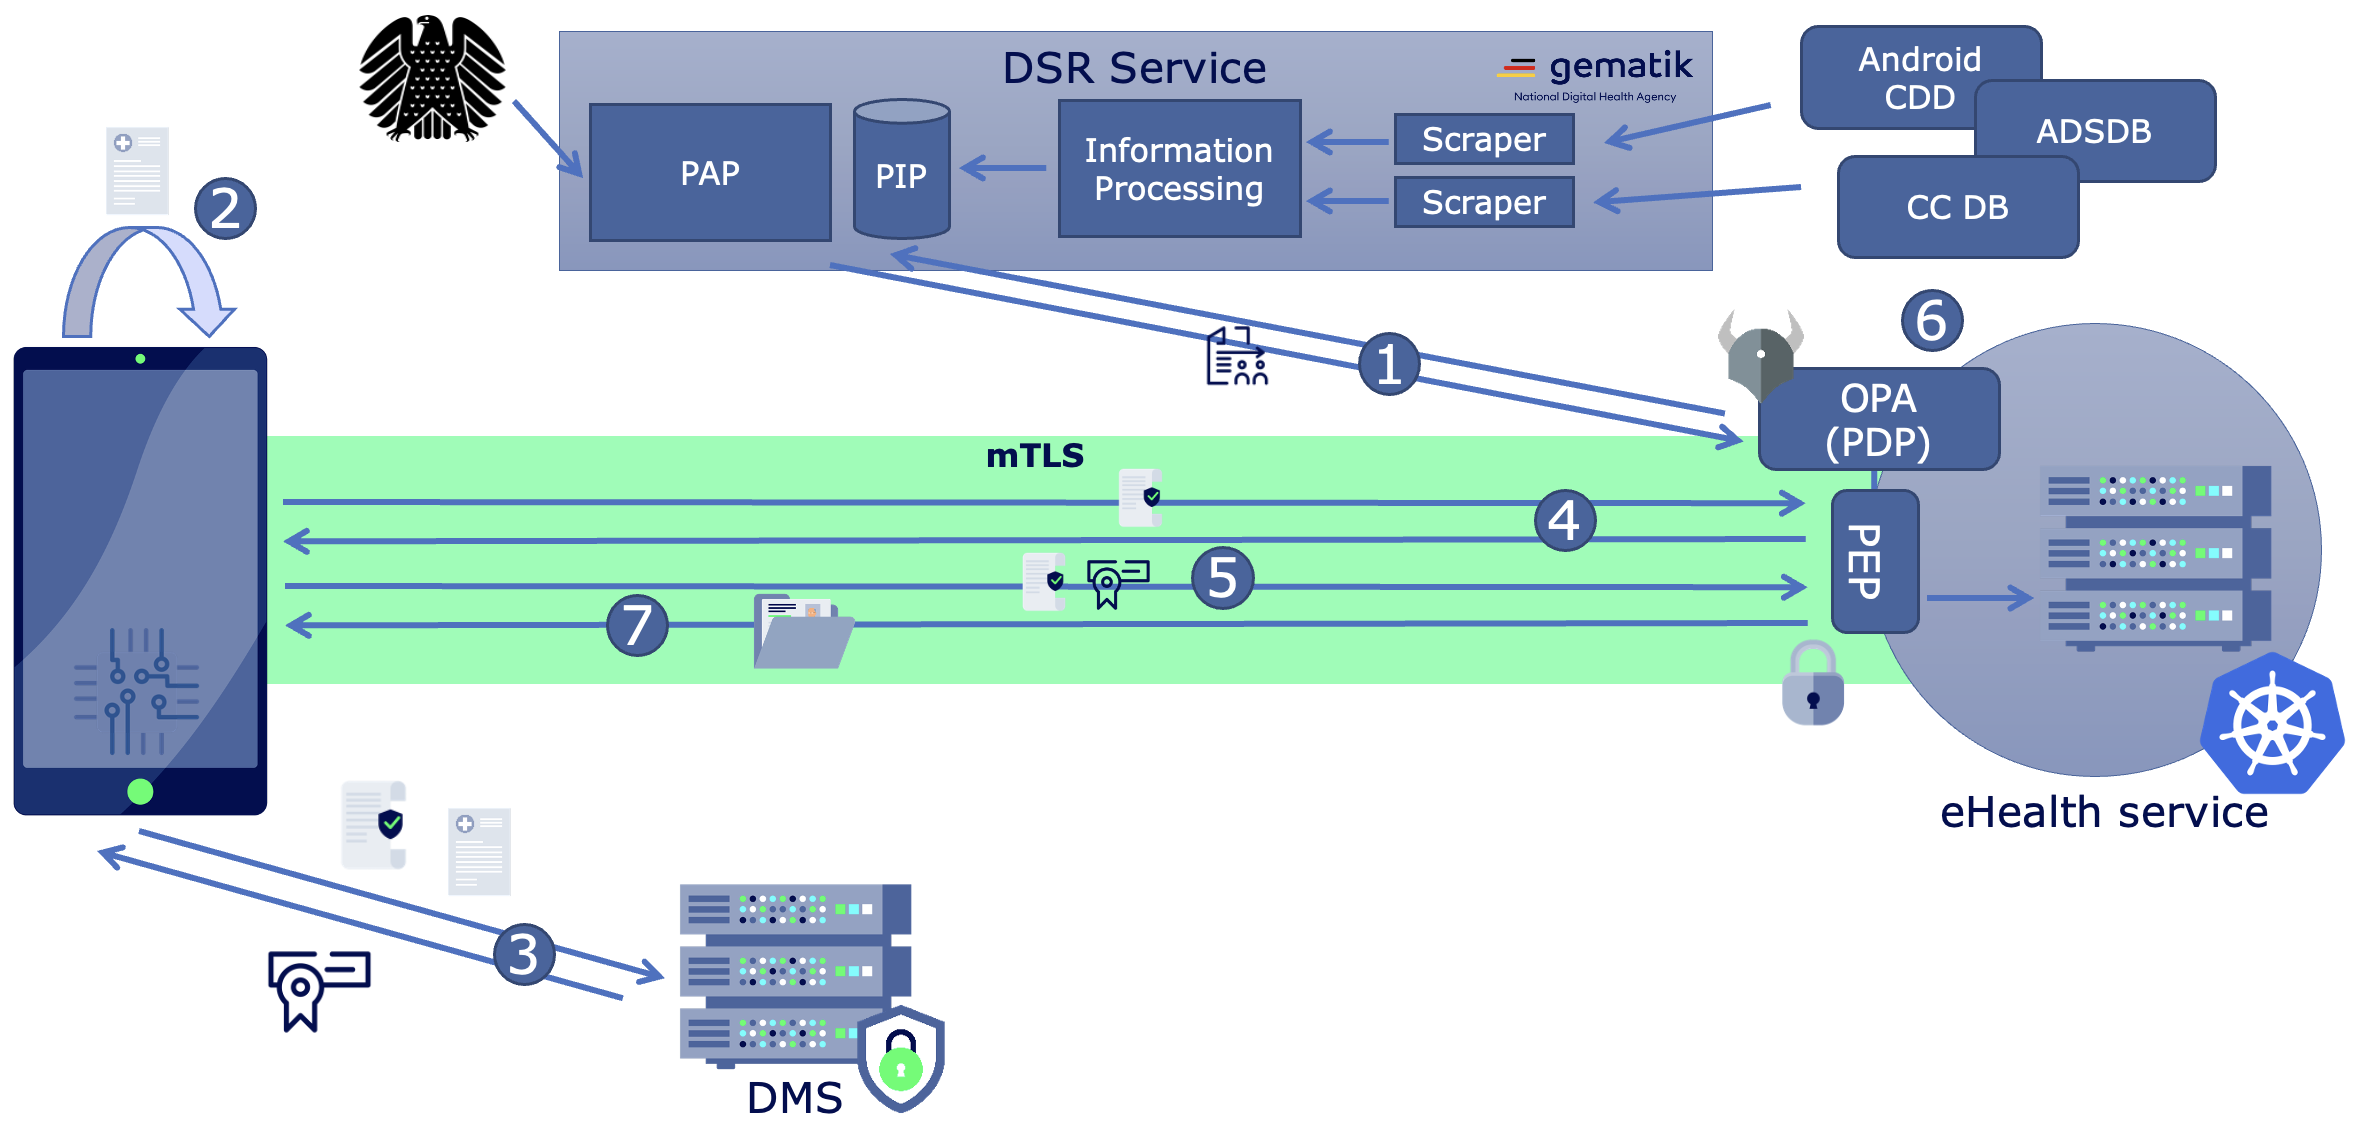 DSR Service
gematik
National Digital Health Agency
PAP
PIP
Information
Processing
Scraper
Scraper
Android
CDD
ADSDB
CC DB
2
1
6
OPA
(PDP)
mTLS
4
5
7
PEP
eHealth service
3
DMS